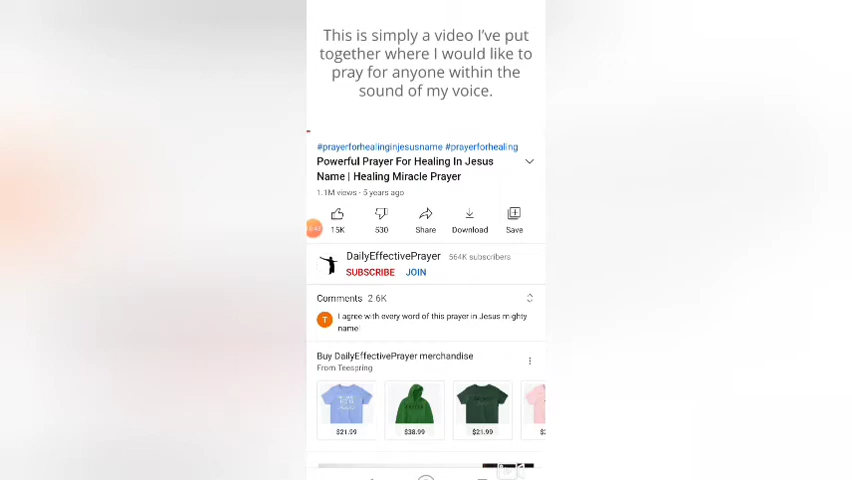 This is simply a video I've put
together where I would like to
pray for anyone within the
sound of my voice.
#prayerforhealinginjesusname #prayerforhealing
Powerful Prayer For Healing In Jesus
Name | Healing Miracle Prayer
1.1M views · 5 years ago
15K 530 Share Download Save
DailyEffectivePrayer 564K subscribers
SUBSCRIBE JOIN
Comments 2.6K
T I agree with every word of this prayer in Jesus mighty
name!
Buy DailyEffectivePrayer merchandise
From Teespring
$21.99 $38.99 $21.99